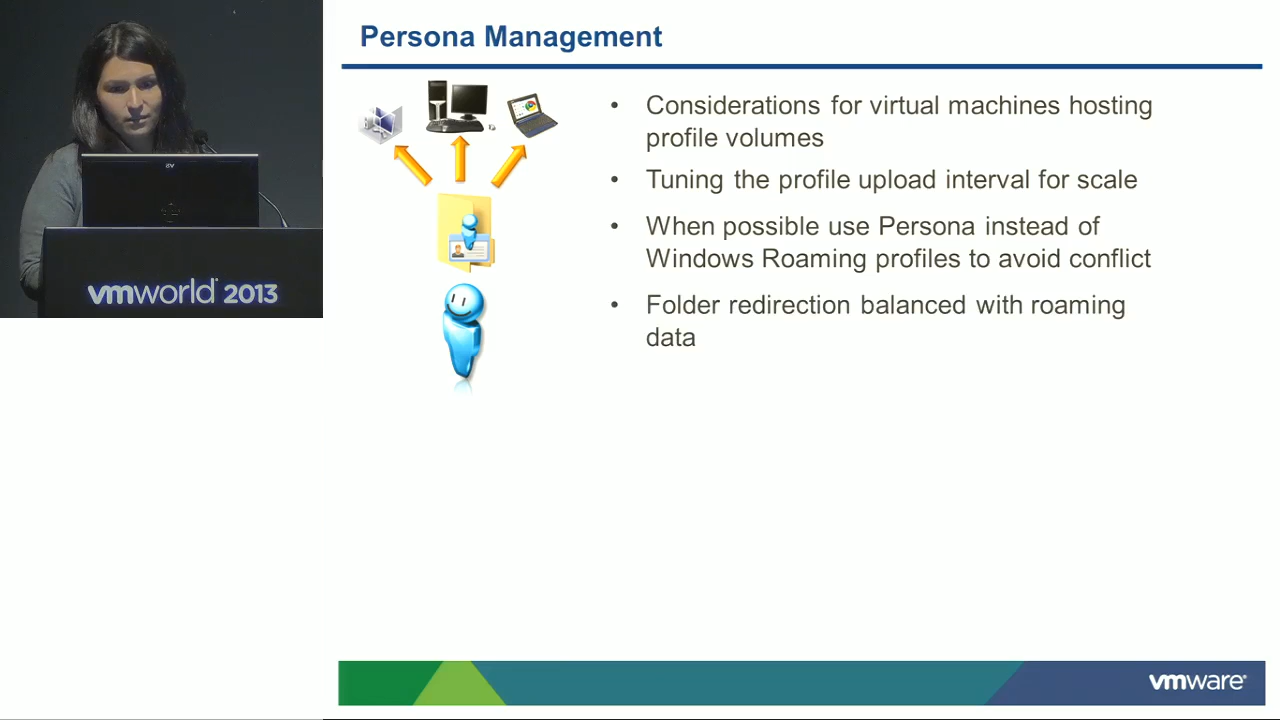 Persona Management
• Considerations for virtual machines hosting
profile volumes
• Tuning the profile upload interval for scale
• When possible use Persona instead of
Windows Roaming profiles to avoid conflict
• Folder redirection balanced with roaming
data
vmworld 2013
vmware